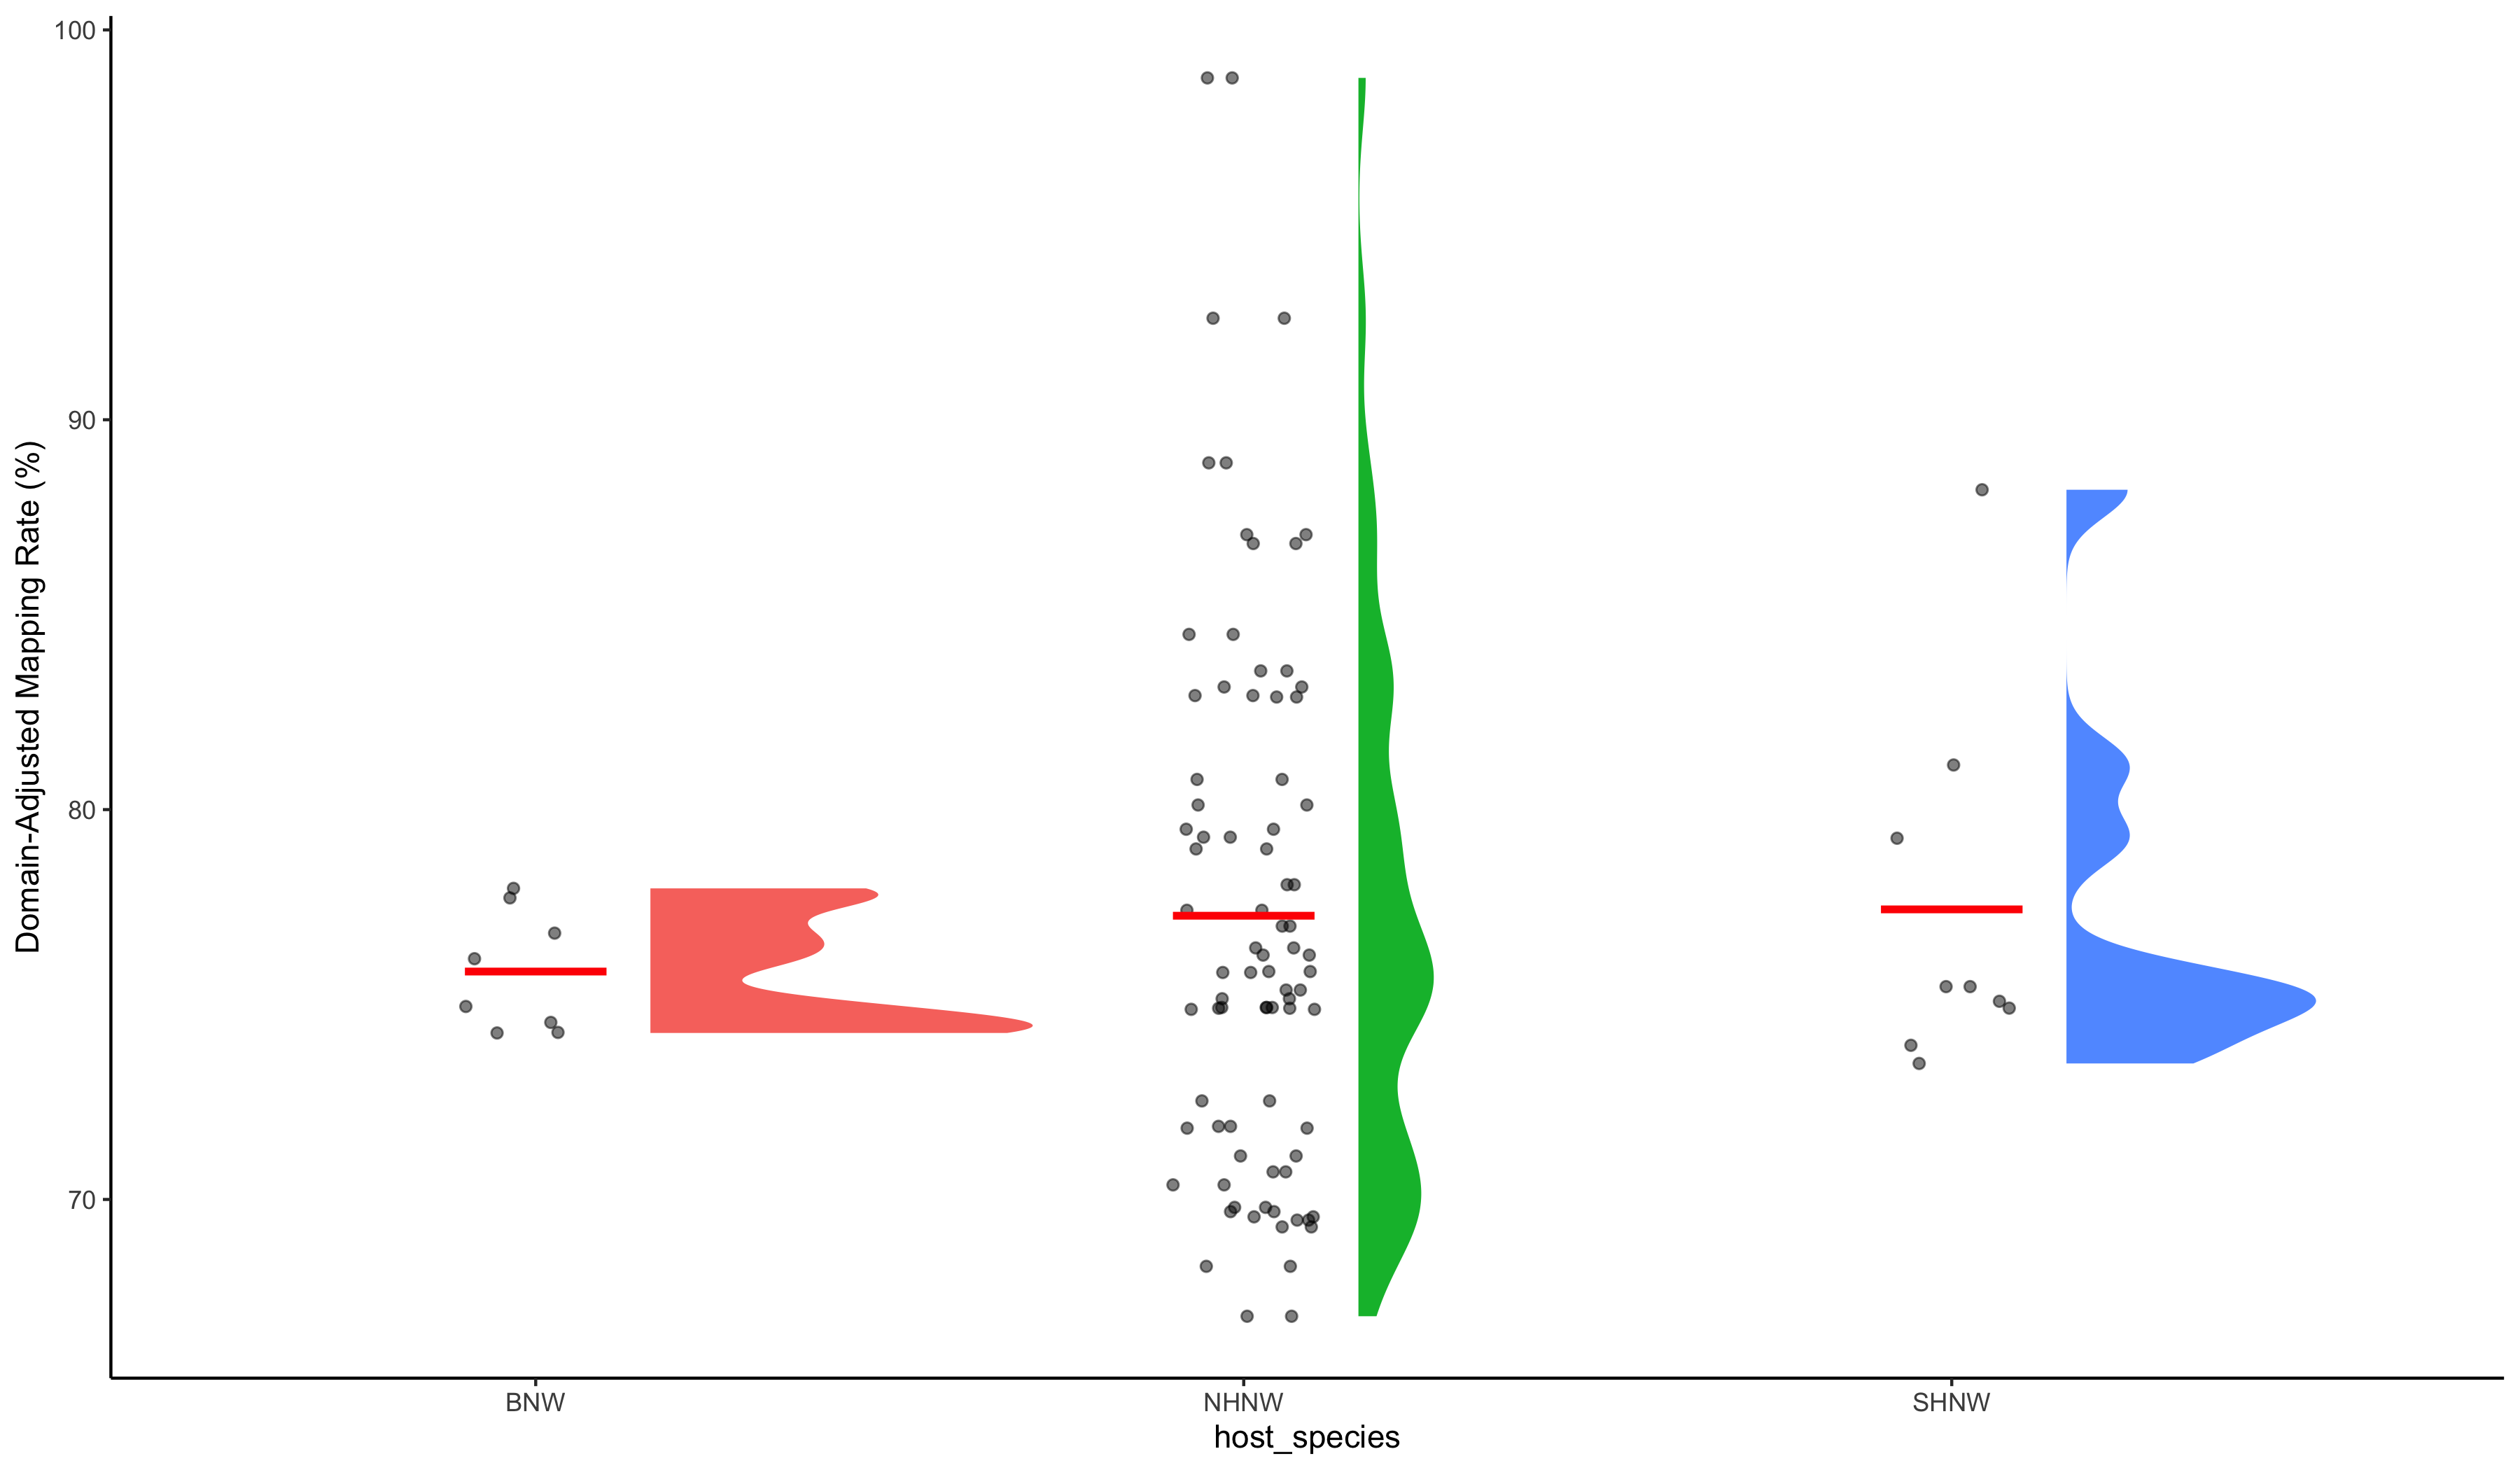 Domain-Adjusted Mapping Rate (%)
100
90
80
70
BNW
NHNW
SHNW
host_species